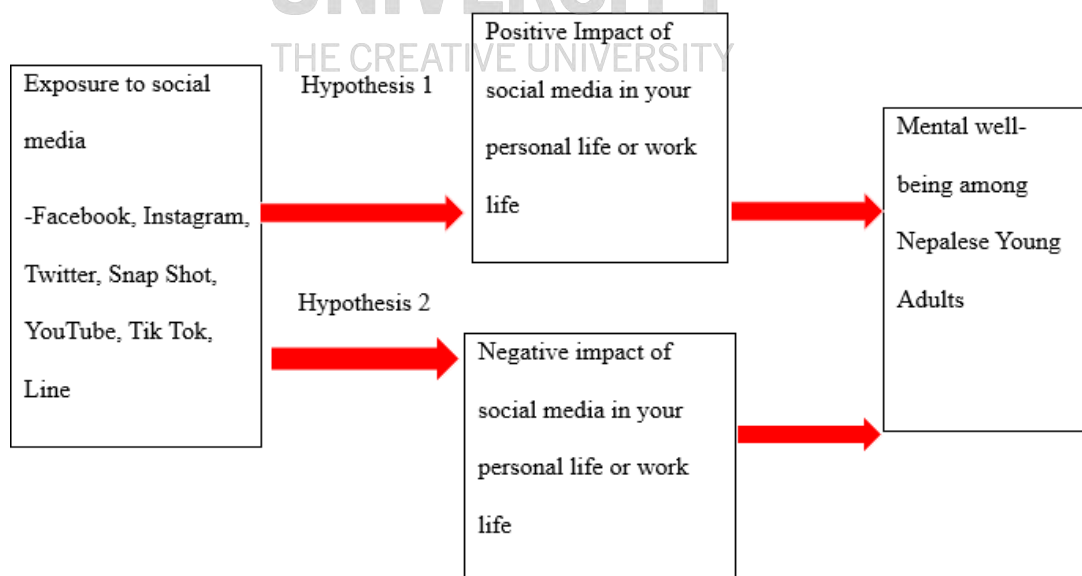 UNIVERSITY
THE CREATIVE UNIVERSITY
Exposure to social
media
-Facebook, Instagram,
Twitter, Snap Shot,
YouTube, Tik Tok,
Line
Hypothesis 1
Hypothesis 2
Positive Impact of
social media in your
personal life or work
life
Negative impact of
social media in your
personal life or work
life
Mental well-
being among
Nepalese Young
Adults